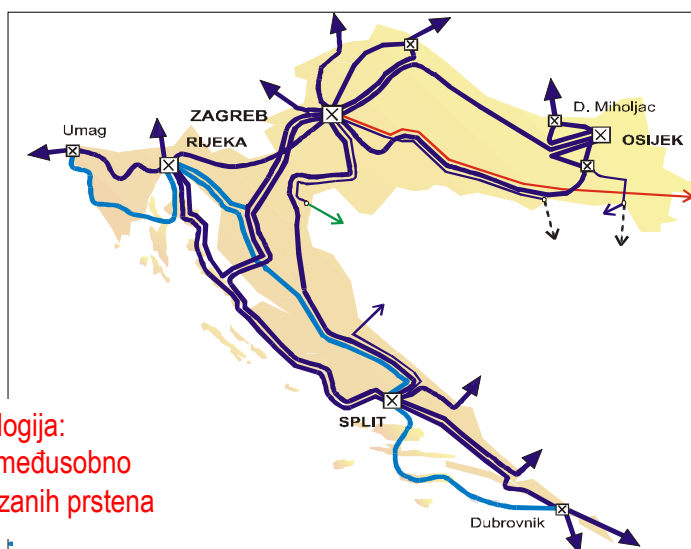 D. Miholjac
ZAGREB
OSIJEK
Umag
RIJEKA
SPLIT
logija:
međusobno
zanih prstena
Dubrovnik